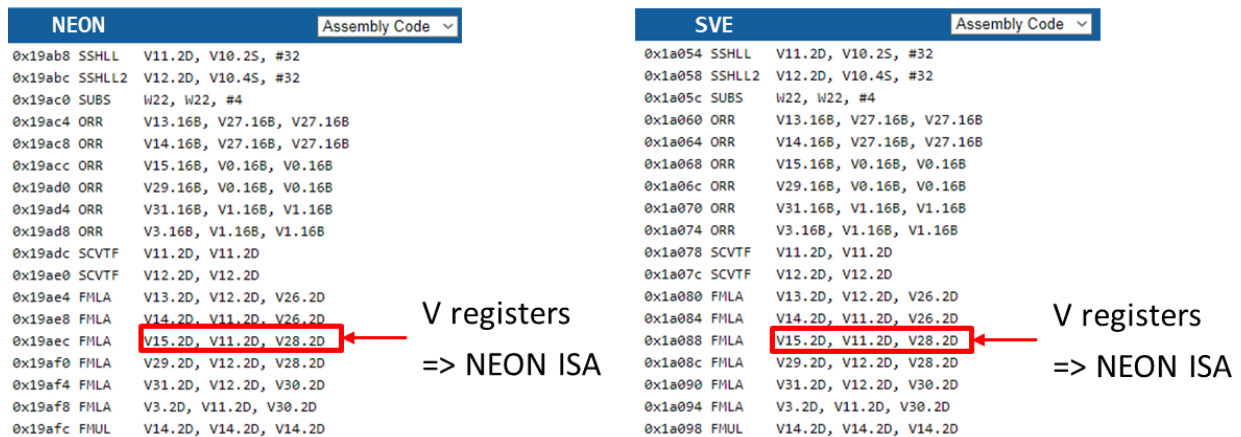 NEON
Assembly Code
0x19ab8 SSHLL V11.2D, V10.2S, #32
0x19abc SSHLL2 V12.2D, V10.4S, #32
0x19ac0 SUBS W22, W22, #4
0x19ac4 ORR V13.16B, V27.16B, V27.16B
0x19ac8 ORR V14.16B, V27.16B, V27.16B
0x19acc ORR V15.16B, V0.16B, V0.16B
0x19ad0 ORR V29.16B, V0.16B, V0.16B
0x19ad4 ORR V31.16B, V1.16B, V1.16B
0x19ad8 ORR V3.16B, V1.16B, V1.16B
0x19adc SCVTF V11.2D, V11.2D
0x19ae0 SCVTF V12.2D, V12.2D
0x19ae4 FMLA V13.2D, V12.2D, V26.2D
0x19ae8 FMLA V14.2D, V11.2D, V26.2D
0x19aec FMLA V15.2D, V11.2D, V28.2D
0x19af0 FMLA V29.2D, V12.2D, V28.2D
0x19af4 FMLA V31.2D, V12.2D, V30.2D
0x19af8 FMLA V3.2D, V11.2D, V30.2D
0x19afc FMUL V14.2D, V14.2D, V14.2D
V registers
=> NEON ISA
SVE
Assembly Code
0x1a054 SSHLL V11.2D, V10.2S, #32
0x1a058 SSHLL2 V12.2D, V10.4S, #32
0x1a05c SUBS W22, W22, #4
0x1a060 ORR V13.16B, V27.16B, V27.16B
0x1a064 ORR V14.16B, V27.16B, V27.16B
0x1a068 ORR V15.16B, V0.16B, V0.16B
0x1a06c ORR V29.16B, V0.16B, V0.16B
0x1a070 ORR V31.16B, V1.16B, V1.16B
0x1a074 ORR V3.16B, V1.16B, V1.16B
0x1a078 SCVTF V11.2D, V11.2D
0x1a07c SCVTF V12.2D, V12.2D
0x1a080 FMLA V13.2D, V12.2D, V26.2D
0x1a084 FMLA V14.2D, V11.2D, V26.2D
0x1a088 FMLA V15.2D, V11.2D, V28.2D
0x1a08c FMLA V29.2D, V12.2D, V28.2D
0x1a090 FMLA V31.2D, V12.2D, V30.2D
0x1a094 FMLA V3.2D, V11.2D, V30.2D
0x1a098 FMUL V14.2D, V14.2D, V14.2D
V registers
=> NEON ISA